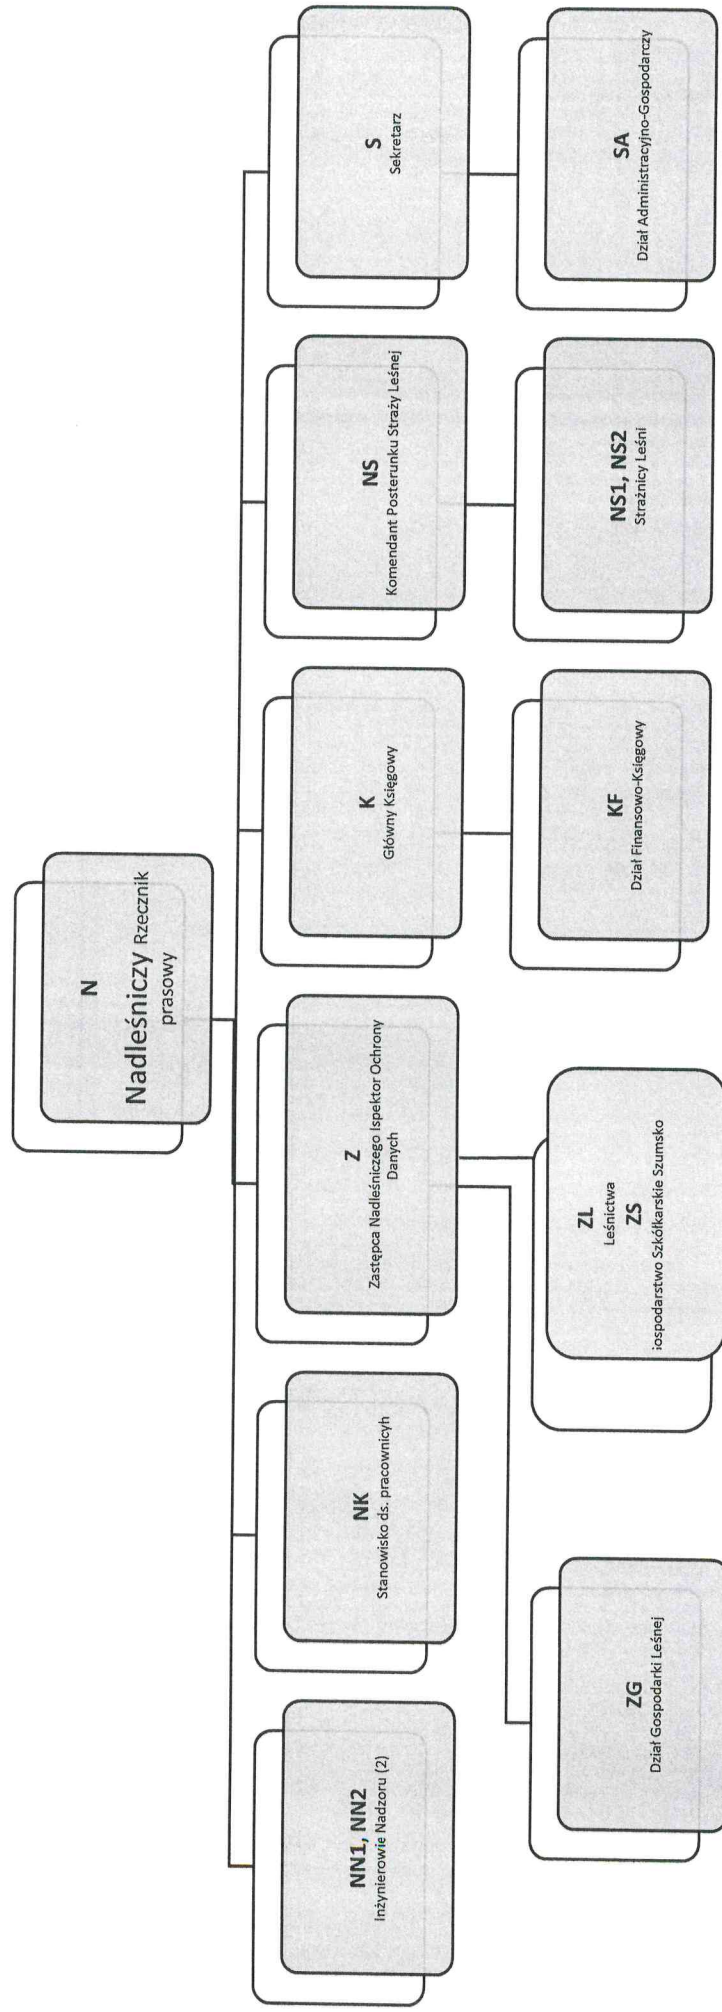 N
Nadleśniczy Rzecznik
prasowy
NN1, NN2
Inżynierowie Nadzoru (2)
NK
Stanowisko ds. pracownicyh
Z
Zastępca Nadleśniczego Ispektor Ochrony
Danych
K
Główny Księgowy
NS
Komendant Posterunku Straży Leśnej
S
Sekretarz
ZG
Dział Gospodarki Leśnej
ZL
Leśnictwa
ZS
iospodarstwo Szkółkarskie Szumsko
KF
Dział Finansowo-Księgowy
NS1, NS2
Strażnicy Leśni
SA
Dział Administracyjno-Gospodarczy